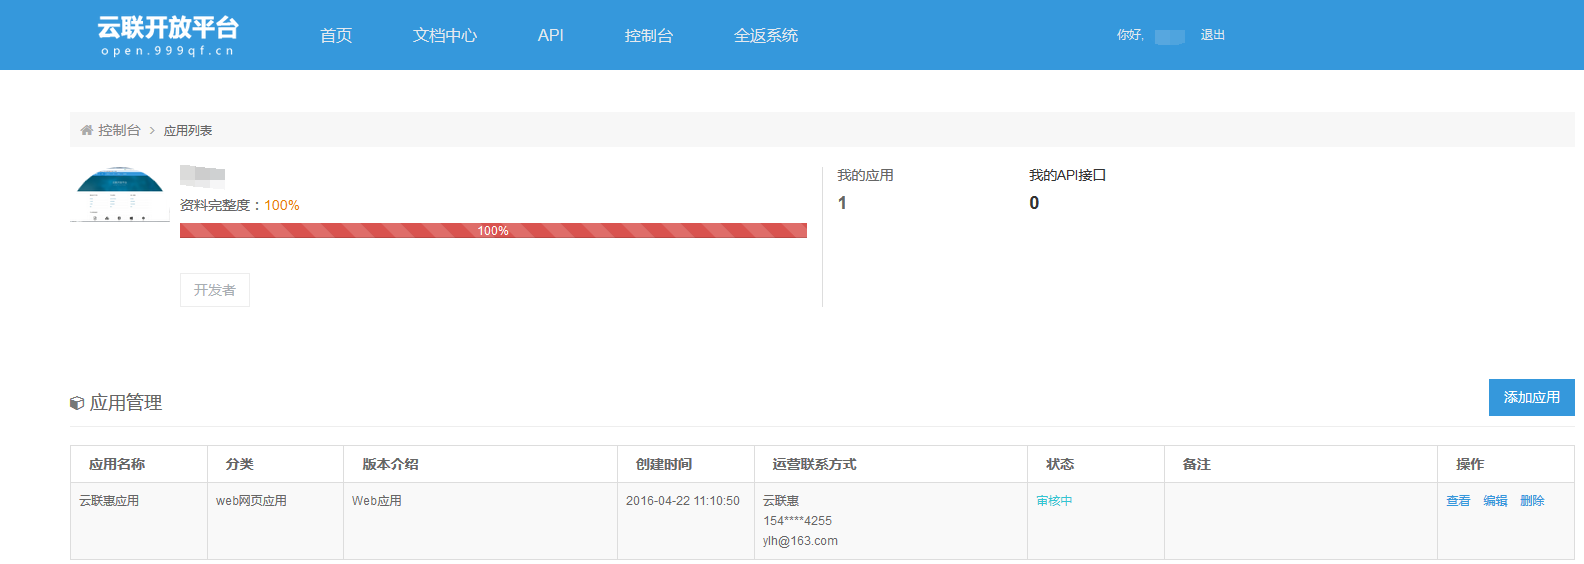 云联开放平台
open.999qf.cn
首页 文档中心 API 控制台 全返系统
你好, 退出
控制台 > 应用列表
资料完整度：100%
100%
开发者
我的应用
1
我的API接口
0
应用管理
添加应用
应用名称 分类 版本介绍 创建时间 运营联系方式 状态 备注 操作
云联惠应用 web网页应用 Web应用 2016-04-22 11:10:50 云联惠 审核中 查看 编辑 删除
154****4255
ylh@163.com